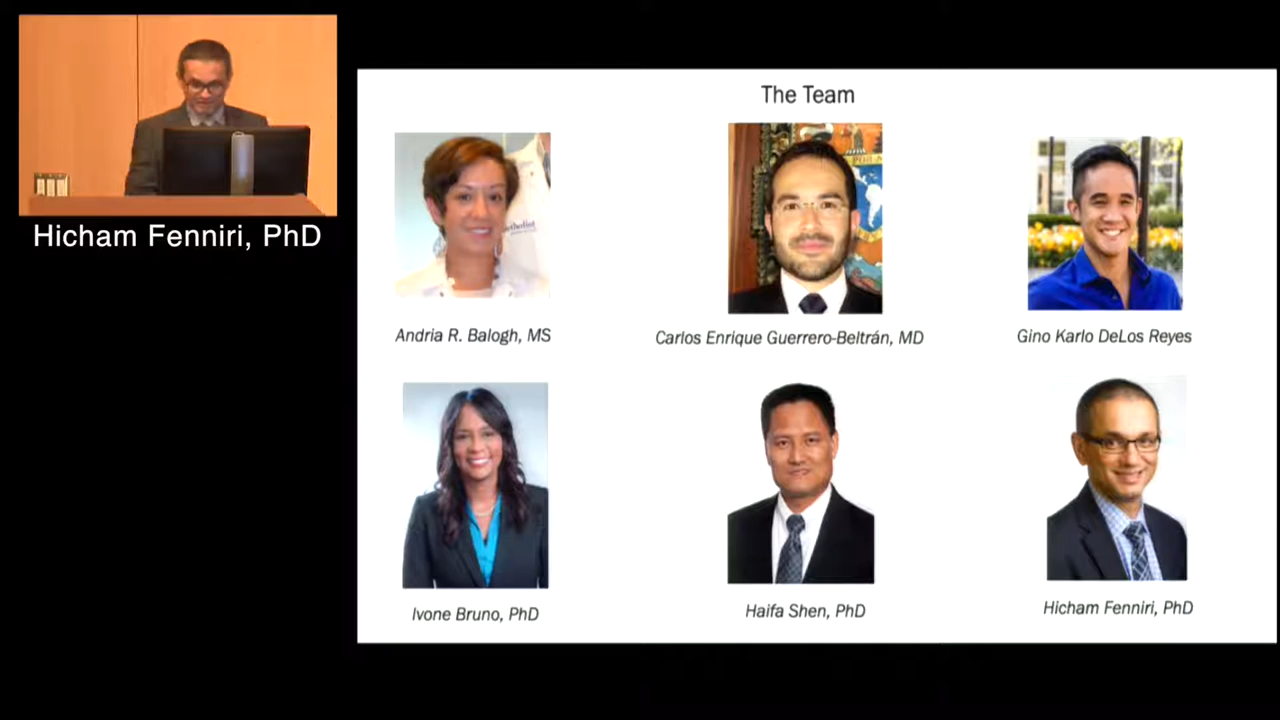 Hicham Fenniri, PhD
The Team
Andria R. Balogh, MS
Carlos Enrique Guerrero-Beltrán, MD
Gino Karlo DeLos Reyes
Ivone Bruno, PhD
Haifa Shen, PhD
Hicham Fenniri, PhD